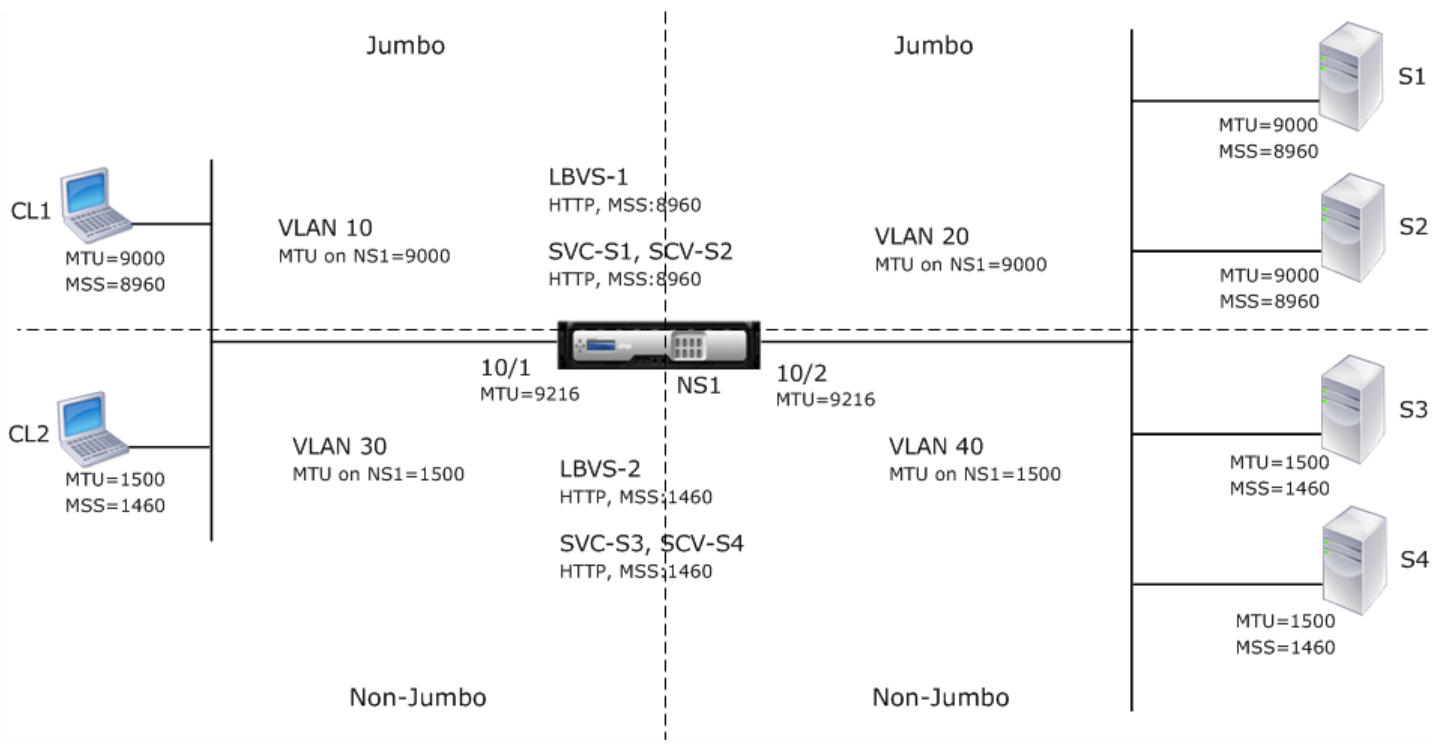 Jumbo
Jumbo
S1
MTU=9000
MSS=8960
CL1
MTU=9000
MSS=8960
VLAN 10
MTU on NS1=9000
LBVS-1
HTTP, MSS:8960
SVC-S1, SCV-S2
HTTP, MSS:8960
VLAN 20
MTU on NS1=9000
S2
MTU=9000
MSS=8960
10/1
MTU=9216
NS1
10/2
MTU=9216
CL2
MTU=1500
MSS=1460
VLAN 30
MTU on NS1=1500
LBVS-2
HTTP, MSS:1460
SVC-S3, SCV-S4
HTTP, MSS:1460
VLAN 40
MTU on NS1=1500
S3
MTU=1500
MSS=1460
S4
MTU=1500
MSS=1460
Non-Jumbo
Non-Jumbo